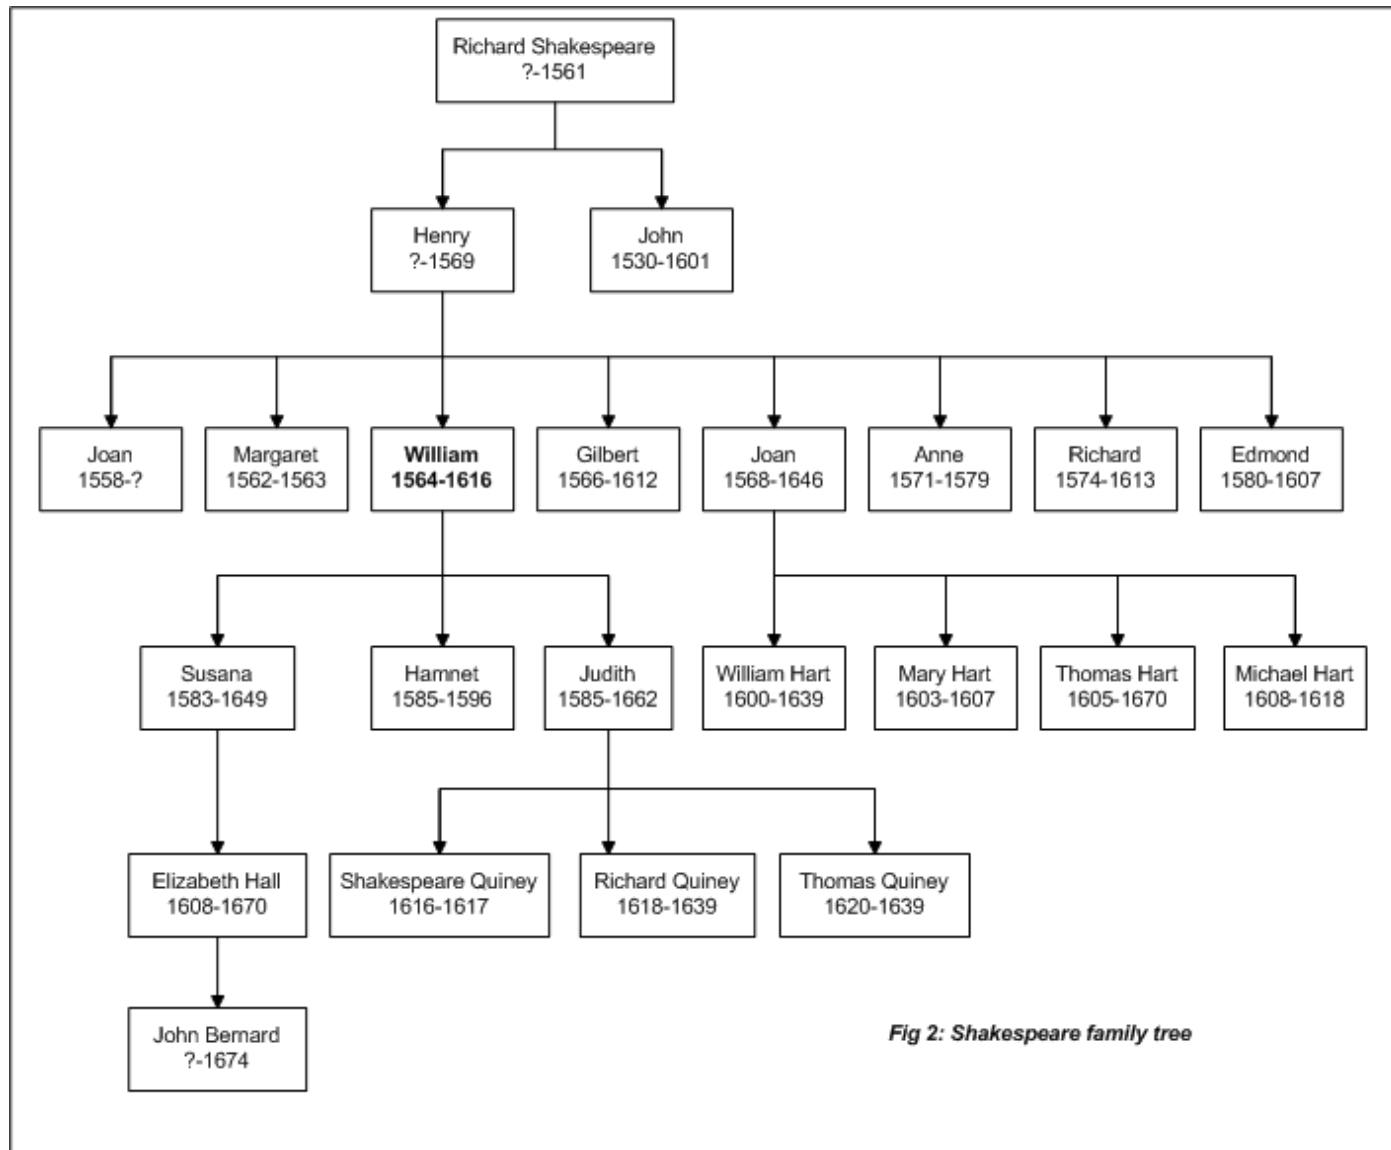 Richard Shakespeare
?-1561
Henry
?-1569
John
1530-1601
Joan
1558-?
Margaret
1562-1563
William
1564-1616
Gilbert
1566-1612
Joan
1568-1646
Anne
1571-1579
Richard
1574-1613
Edmond
1580-1607
Susana
1583-1649
Hamnet
1585-1596
Judith
1585-1662
William Hart
1600-1639
Mary Hart
1603-1607
Thomas Hart
1605-1670
Michael Hart
1608-1618
Elizabeth Hall
1608-1670
Shakespeare Quiney
1616-1617
Richard Quiney
1618-1639
Thomas Quiney
1620-1639
John Bernard
?-1674
Fig 2: Shakespeare family tree